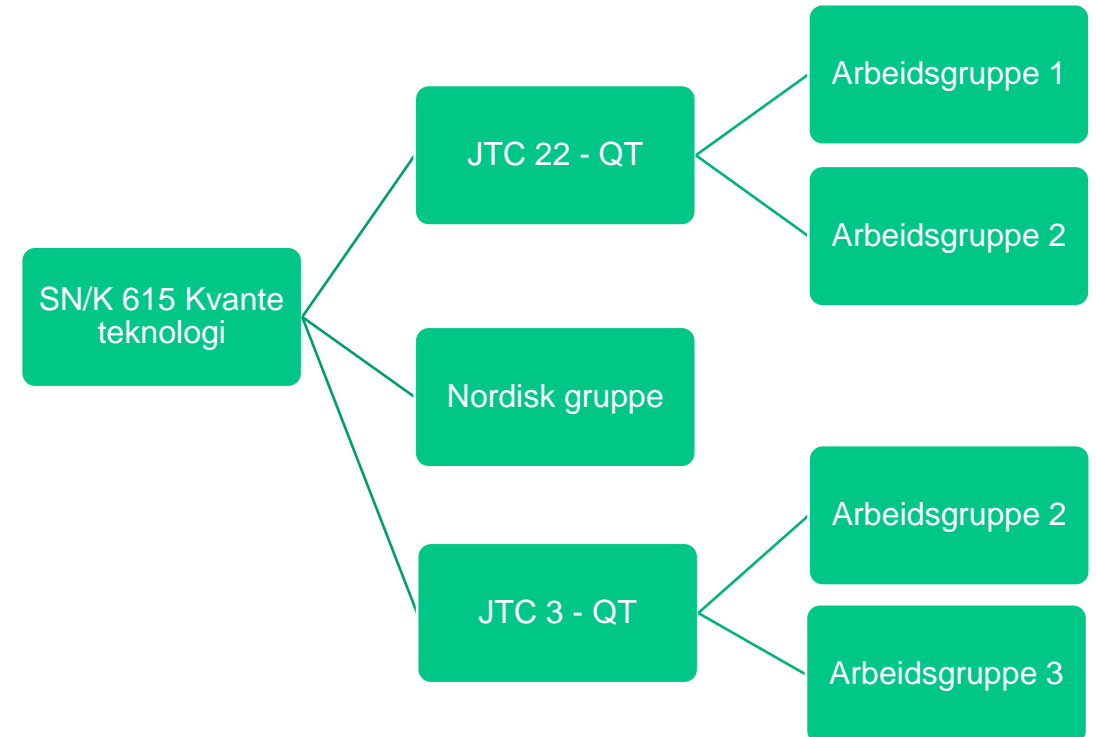 SN/K 615 Kvante
teknologi
JTC 22 - QT
Arbeidsgruppe 1
Arbeidsgruppe 2
Nordisk gruppe
JTC 3 - QT
Arbeidsgruppe 2
Arbeidsgruppe 3